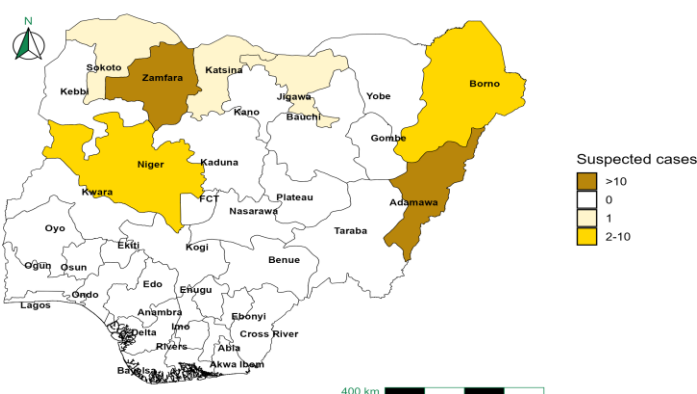 N
Sokoto
Katsina
Zamfara
Kebbi
Jigawa
Yobe
Borno
Kano
Bauchi
Gombe
Niger
Kaduna
Kwara
FCT
Plateau
Adamawa
Nasarawa
Taraba
Oyo
Ekiti
Kogi
Benue
Ogun
Osun
Edo
Enugu
Ondo
Lagos
Anambra
Ebonyi
Imo
Delta
Cross River
Rivers
Abia
Akwa Ibom
Bayelsa
Suspected cases
>10
0
1
2-10
400 km